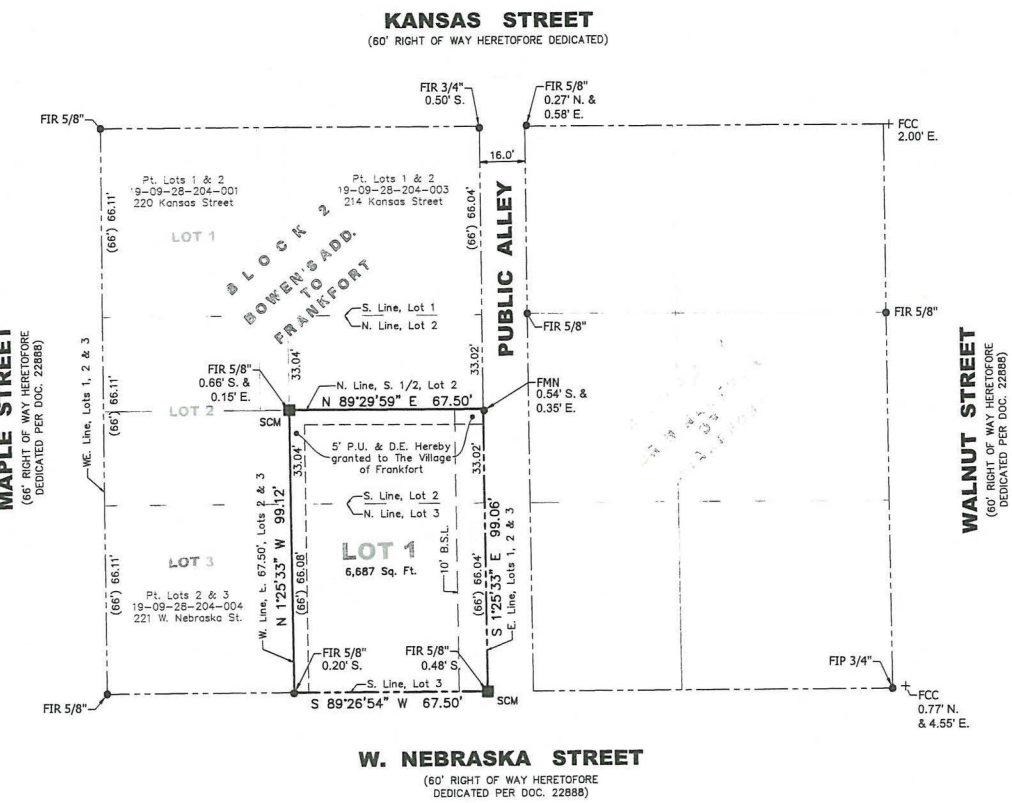 KANSAS STREET
(60' RIGHT OF WAY HERETOFORE DEDICATED)
FIR 5/8"
FIR 3/4"
0.50' S.
FIR 5/8"
0.27' N. &
0.58' E.
FCC
2.00' E.
16.0'
Pt. Lots 1 & 2
19-09-28-204-001
220 Kansas Street
Pt. Lots 1 & 2
19-09-28-204-003
214 Kansas Street
(66') 66.11'
(66') 66.04'
LOT 1
BLOCK 2
BOWEN'S ADD.
TO
FRANKFORT
PUBLIC ALLEY
S. Line, Lot 1
N. Line, Lot 2
FIR 5/8"
FIR 5/8"
MAPLE STREET
(66' RIGHT OF WAY HERETOFORE
DEDICATED PER DOC. 22888)
WE. Line, Lots 1, 2 & 3
33.04'
33.02'
FIR 5/8"
0.66' S. &
0.15' E.
N. Line, S. 1/2, Lot 2
N 89°29'59" E 67.50'
FMN
0.54' S. &
0.35' E.
(66') 66.11'
LOT 2
SCM
5' P.U. & D.E. Hereby
granted to The Village
of Frankfort
33.04'
33.02'
WALNUT STREET
(60' RIGHT OF WAY HERETOFORE
DEDICATED PER DOC. 22888)
S. Line, Lot 2
N. Line, Lot 3
W. Line, E. 67.50', Lots 2 & 3
N 1°25'33" W 99.12'
(66') 66.08'
LOT 1
6,687 Sq. Ft.
10' B.S.L.
(66') 66.04'
S 1°25'33" E 99.06'
E. Line, Lots 1, 2 & 3
(66') 66.11'
LOT 3
Pt. Lots 2 & 3
19-09-28-204-004
221 W. Nebraska St.
FIR 5/8"
0.20' S.
FIR 5/8"
0.48' S.
FIP 3/4"
FIR 5/8"
S. Line, Lot 3
S 89°26'54" W 67.50'
SCM
FCC
0.77' N.
& 4.55' E.
W. NEBRASKA STREET
(60' RIGHT OF WAY HERETOFORE
DEDICATED PER DOC. 22888)